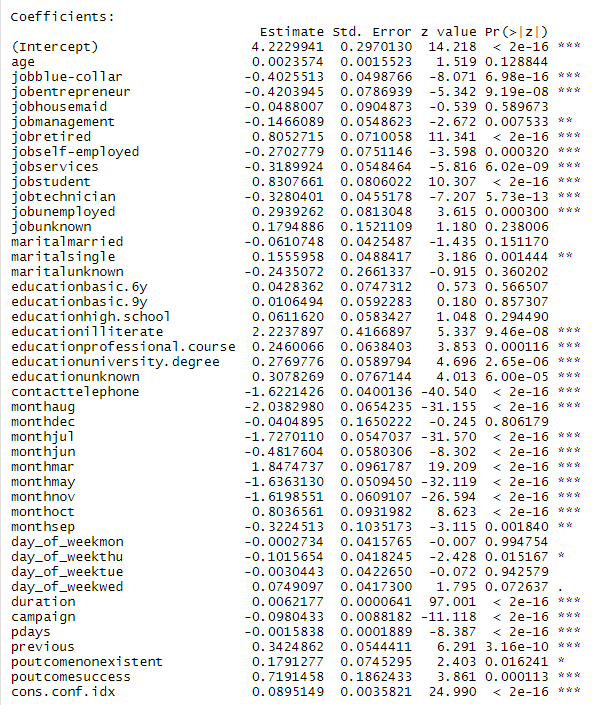 Coefficients:
Estimate Std. Error z value Pr(>|z|)
(Intercept) 4.2229941 0.2970130 14.218 < 2e-16 ***
age 0.0023574 0.0015523 1.519 0.128844
jobblue-collar -0.4025513 0.0498766 -8.071 6.98e-16 ***
jobentrepreneur -0.4203945 0.0786939 -5.342 9.19e-08 ***
jobhousemaid -0.0488007 0.0904873 -0.539 0.589673
jobmanagement -0.1466089 0.0548623 -2.672 0.007533 **
jobretired 0.8052715 0.0710058 11.341 < 2e-16 ***
jobself-employed -0.2702779 0.0751146 -3.598 0.000320 ***
jobservices -0.3189924 0.0548464 -5.816 6.02e-09 ***
jobstudent 0.8307661 0.0806022 10.307 < 2e-16 ***
jobtechnician -0.3280401 0.0455178 -7.207 5.73e-13 ***
jobunemployed 0.2939262 0.0813048 3.615 0.000300 ***
jobunknown 0.1794886 0.1521109 1.180 0.238006
maritalmarried -0.0610748 0.0425487 -1.435 0.151170
maritalsingle 0.1555958 0.0488417 3.186 0.001444 **
maritalunknown -0.2435072 0.2661337 -0.915 0.360202
educationbasic.6y 0.0428362 0.0747312 0.573 0.566507
educationbasic.9y 0.0106494 0.0592283 0.180 0.857307
educationhigh.school 0.0611620 0.0583427 1.048 0.294490
educationilliterate 2.2237897 0.4166897 5.337 9.46e-08 ***
educationprofessional.course 0.2460066 0.0638403 3.853 0.000116 ***
educationuniversity.degree 0.2769776 0.0589794 4.696 2.65e-06 ***
educationunknown 0.3078269 0.0767144 4.013 6.00e-05 ***
contacttelephone -1.6221426 0.0400136 -40.540 < 2e-16 ***
monthaug -2.0382980 0.0654235 -31.155 < 2e-16 ***
monthdec -0.0404895 0.1650222 -0.245 0.806179
monthjul -1.7270110 0.0547037 -31.570 < 2e-16 ***
monthjun -0.4817604 0.0580306 -8.302 < 2e-16 ***
monthmar 1.8474737 0.0961787 19.209 < 2e-16 ***
monthmay -1.6363130 0.0509450 -32.119 < 2e-16 ***
monthnov -1.6198551 0.0609107 -26.594 < 2e-16 ***
monthoct 0.8036561 0.0931982 8.623 < 2e-16 ***
monthsep -0.3224513 0.1035173 -3.115 0.001840 **
day_of_weekmon -0.0002734 0.0415765 -0.007 0.994754
day_of_weekthu -0.1015654 0.0418245 -2.428 0.015167 *
day_of_weektue -0.0030443 0.0422650 -0.072 0.942579
day_of_weekwed 0.0749097 0.0417300 1.795 0.072637 .
duration 0.0062177 0.0000641 97.001 < 2e-16 ***
campaign -0.0980433 0.0088182 -11.118 < 2e-16 ***
pdays -0.0015838 0.0001889 -8.387 < 2e-16 ***
previous 0.3424862 0.0544411 6.291 3.16e-10 ***
poutcomenonexistent 0.1791277 0.0745295 2.403 0.016241 *
poutcomesuccess 0.7191458 0.1862433 3.861 0.000113 ***
cons.conf.idx 0.0895149 0.0035821 24.990 < 2e-16 ***